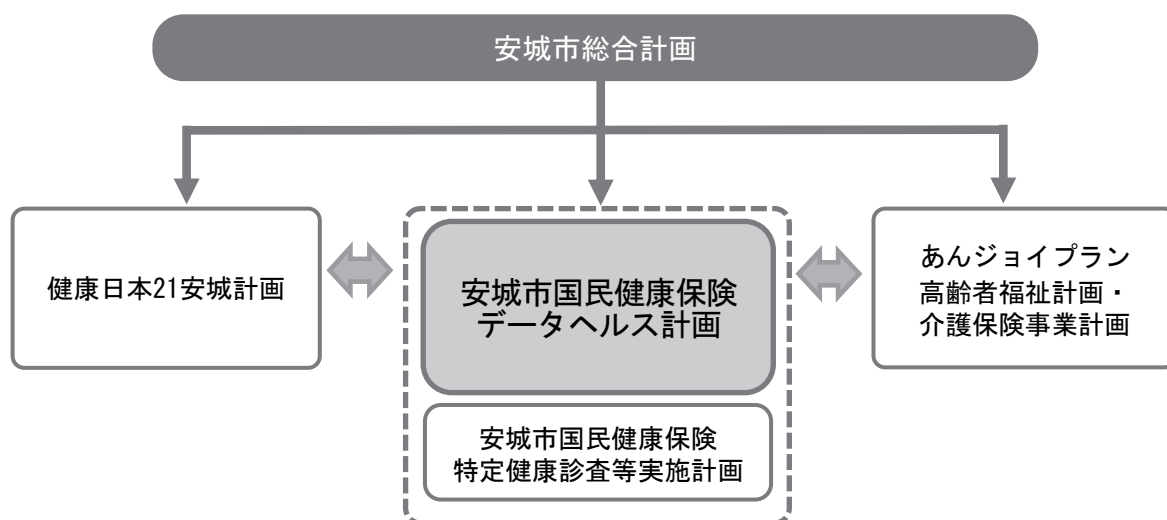 安城市総合計画
健康日本21安城計画
安城市国民健康保険
データヘルス計画
安城市国民健康保険
特定健康診査等実施計画
あんジョイプラン
高齢者福祉計画・
介護保険事業計画